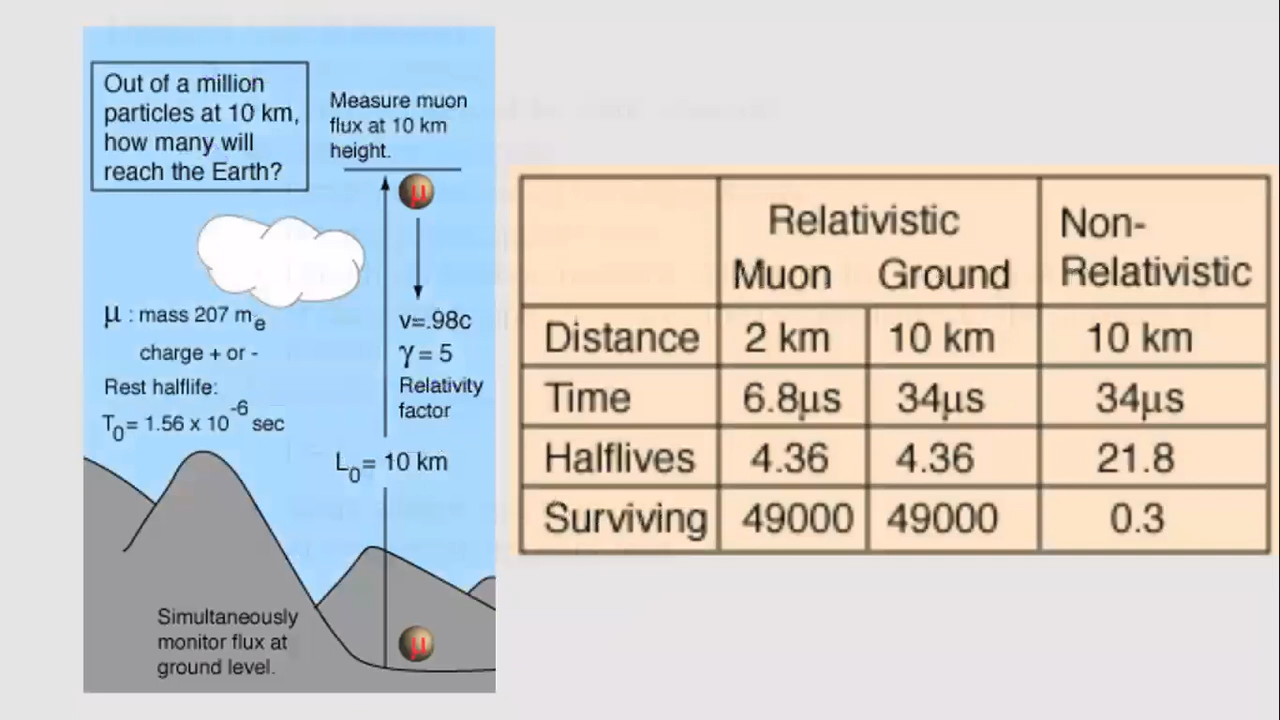 Out of a million
particles at 10 km,
how many will
reach the Earth?
Measure muon
flux at 10 km
height.
μ
μ : mass 207 me
charge + or -
Rest halflife:
T0= 1.56 x 10-6 sec
v=.98c
γ = 5
Relativity
factor
L0= 10 km
Simultaneously
monitor flux at
ground level.
μ
Relativistic Non-
Muon Ground Relativistic
Distance 2 km 10 km 10 km
Time 6.8μs 34μs 34μs
Halflives 4.36 4.36 21.8
Surviving 49000 49000 0.3